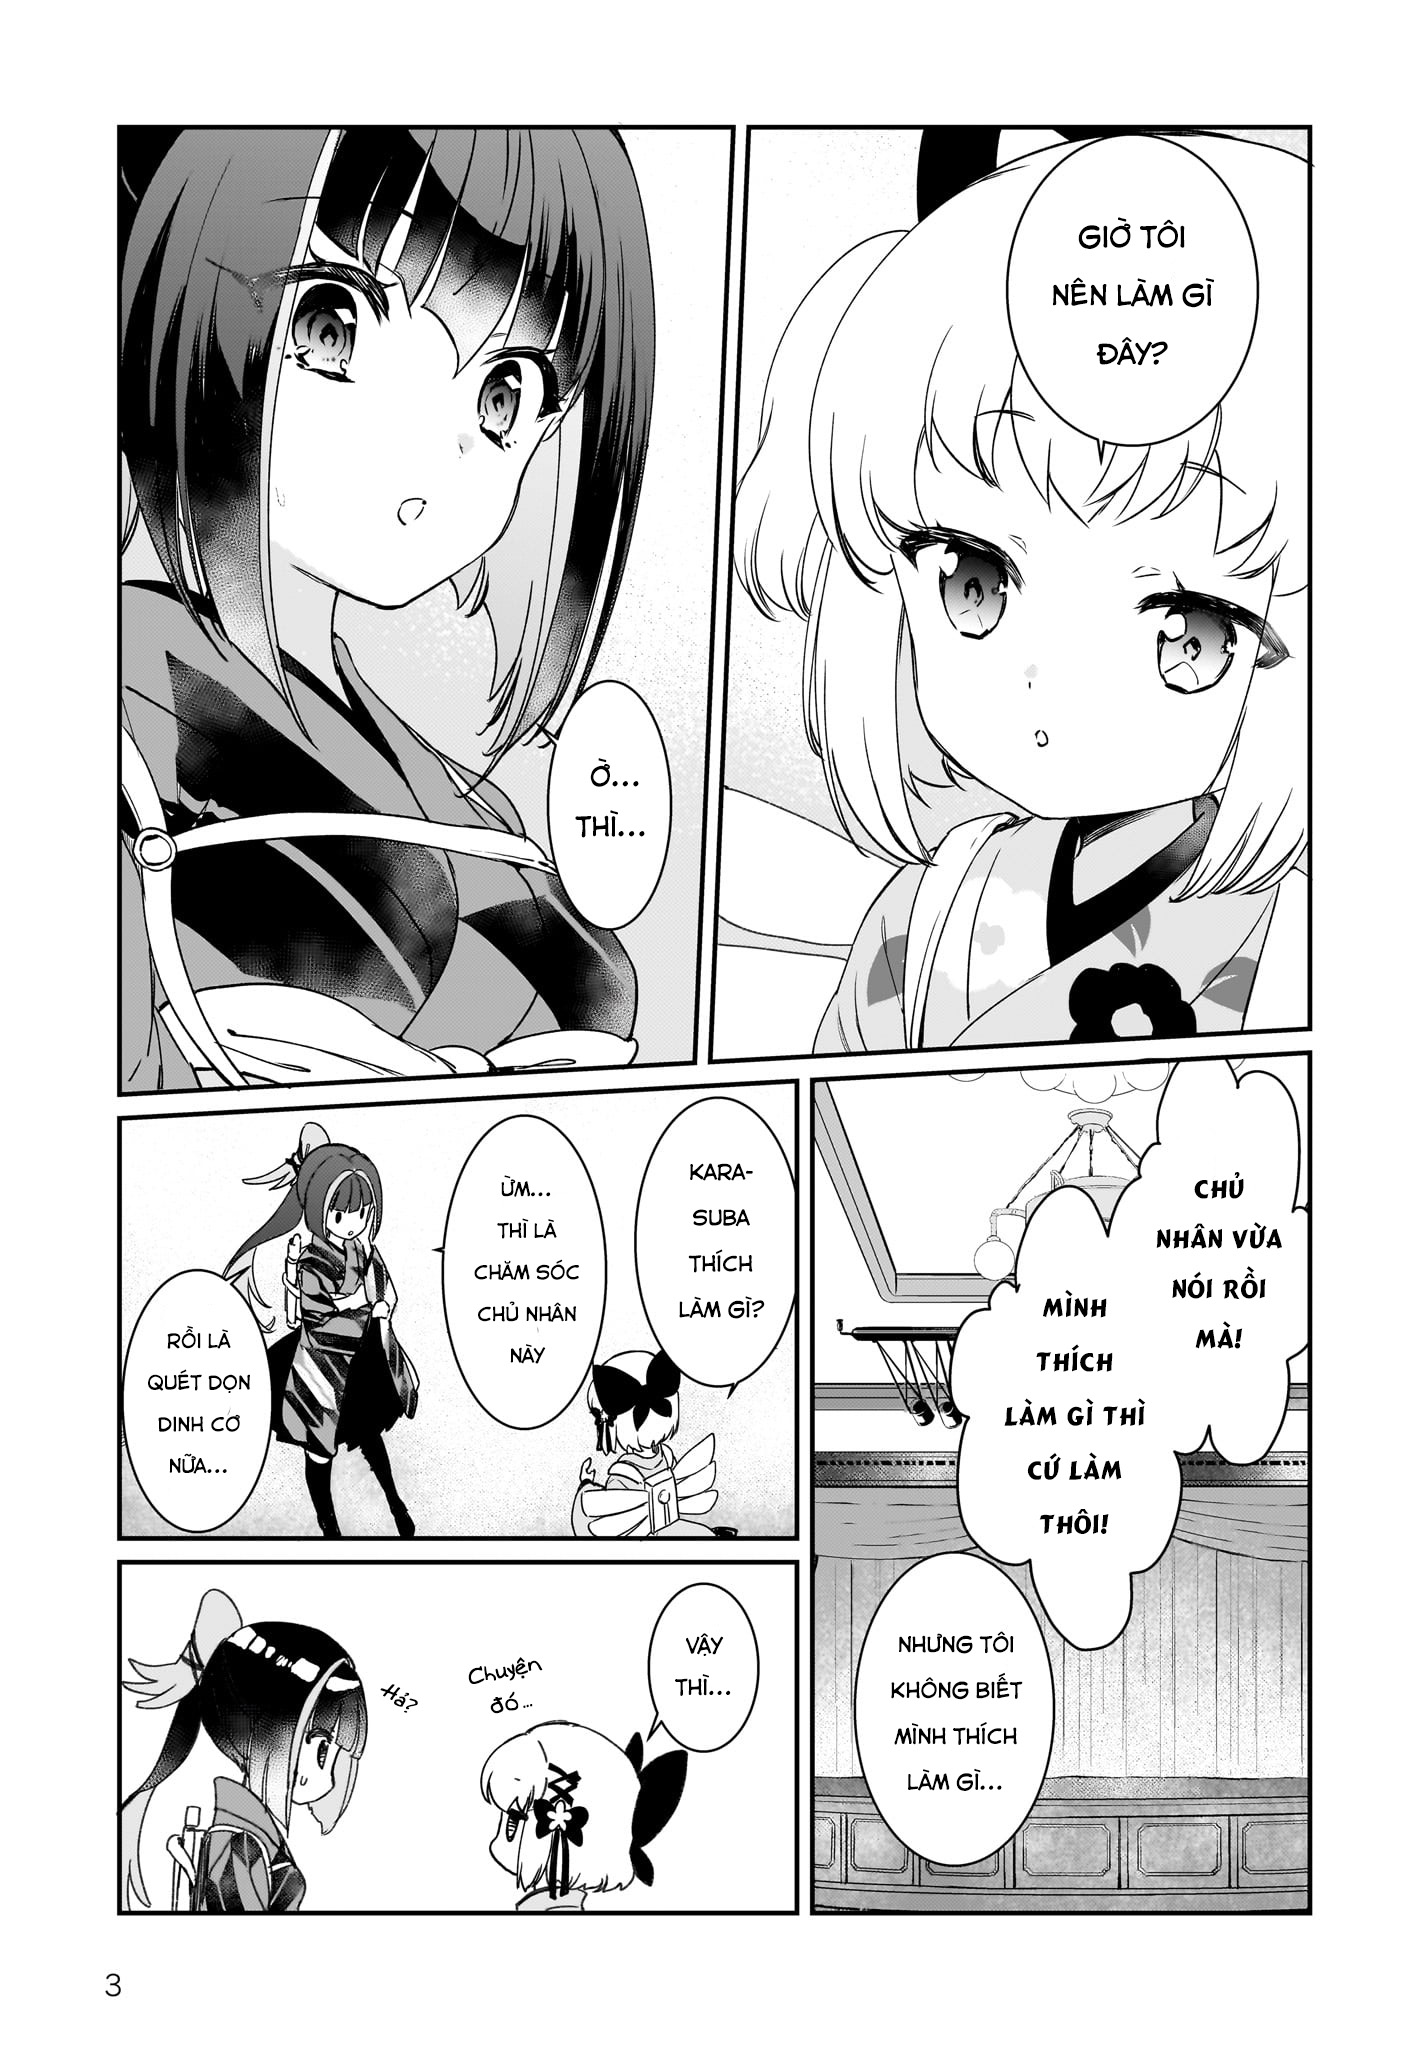 GIỜ TÔI
NÊN LÀM GÌ
ĐÂY?
Ờ...
THÌ...
CHỦ
NHÂN VỪA
NÓI RỒI
MÀ!
MÌNH
THÍCH
LÀM GÌ THÌ
CỨ LÀM
THÔI!
NHƯNG TÔI
KHÔNG BIẾT
MÌNH THÍCH
LÀM GÌ...
KARA-
SUBA
THÍCH
LÀM GÌ?
ỪM...
THÌ LÀ
CHĂM SÓC
CHỦ NHÂN
NÀY
RỒI LÀ
QUÉT DỌN
DINH CƠ
NỮA...
VẬY
THÌ...
Chuyện
đó...
Hả?
3